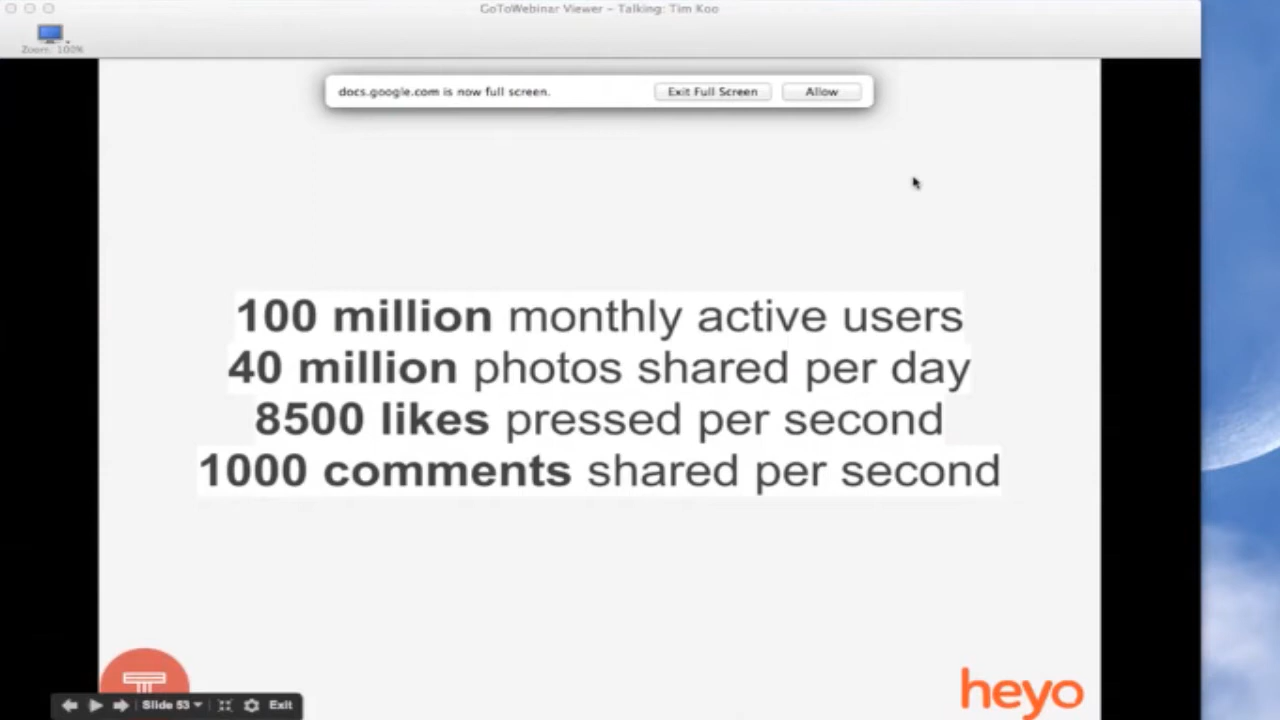 GoToWebinar Viewer – Talking: Tim Koo
Zoom: 100%
docs.google.com is now full screen.
Exit Full Screen
Allow
100 million monthly active users
40 million photos shared per day
8500 likes pressed per second
1000 comments shared per second
heyo
Slide 53
Exit